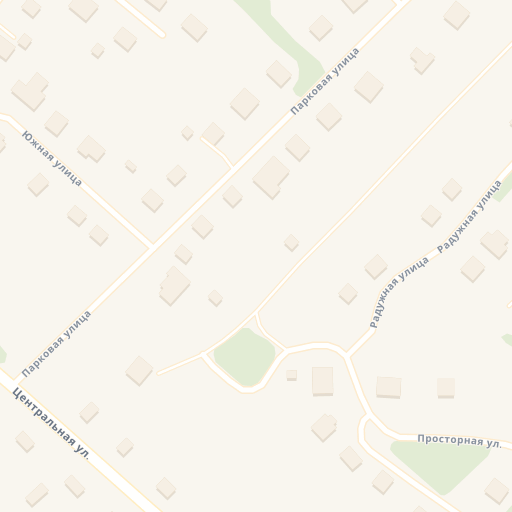 Парковая улица
Южная улица
Радужная улица
Радужная улица
Парковая улица
Центральная ул.
Просторная ул.